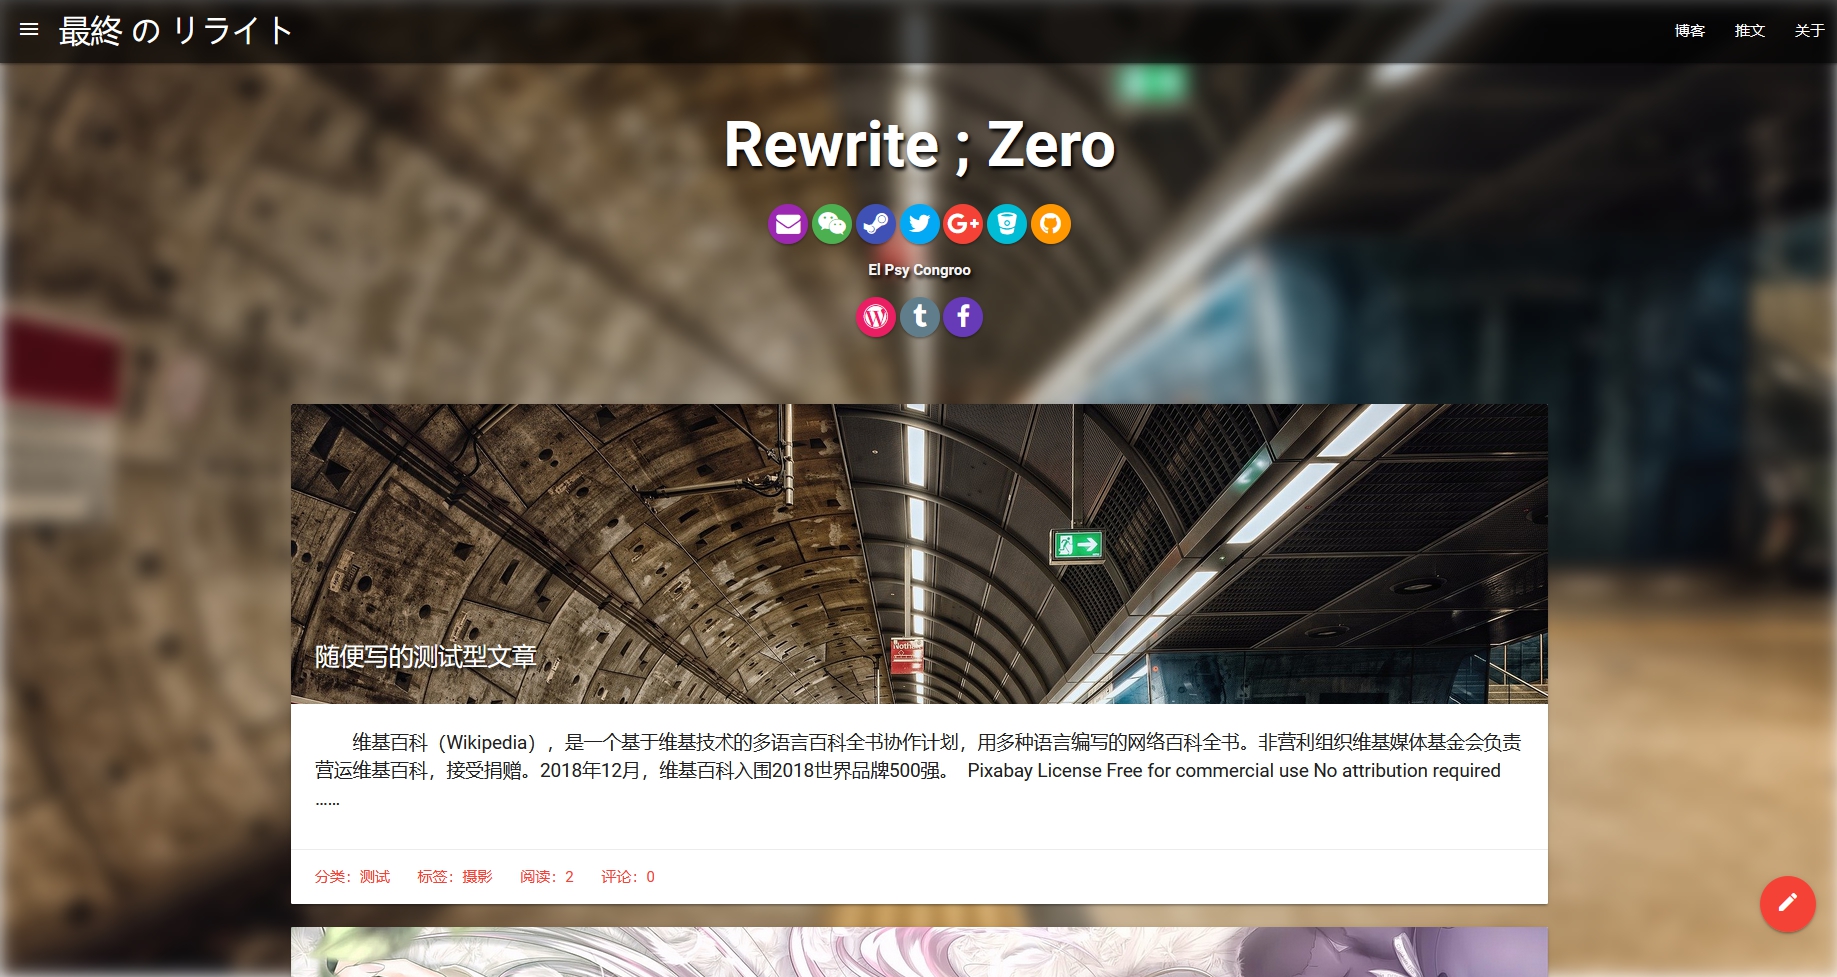 最終 の リライト
博客 推文 关于
Rewrite ; Zero
El Psy Congroo
随便写的测试型文章
维基百科（Wikipedia），是一个基于维基技术的多语言百科全书协作计划，用多种语言编写的网络百科全书。非营利组织维基媒体基金会负责
营运维基百科，接受捐赠。2018年12月，维基百科入围2018世界品牌500强。 Pixabay License Free for commercial use No attribution required
......
分类：测试 标签：摄影 阅读：2 评论：0